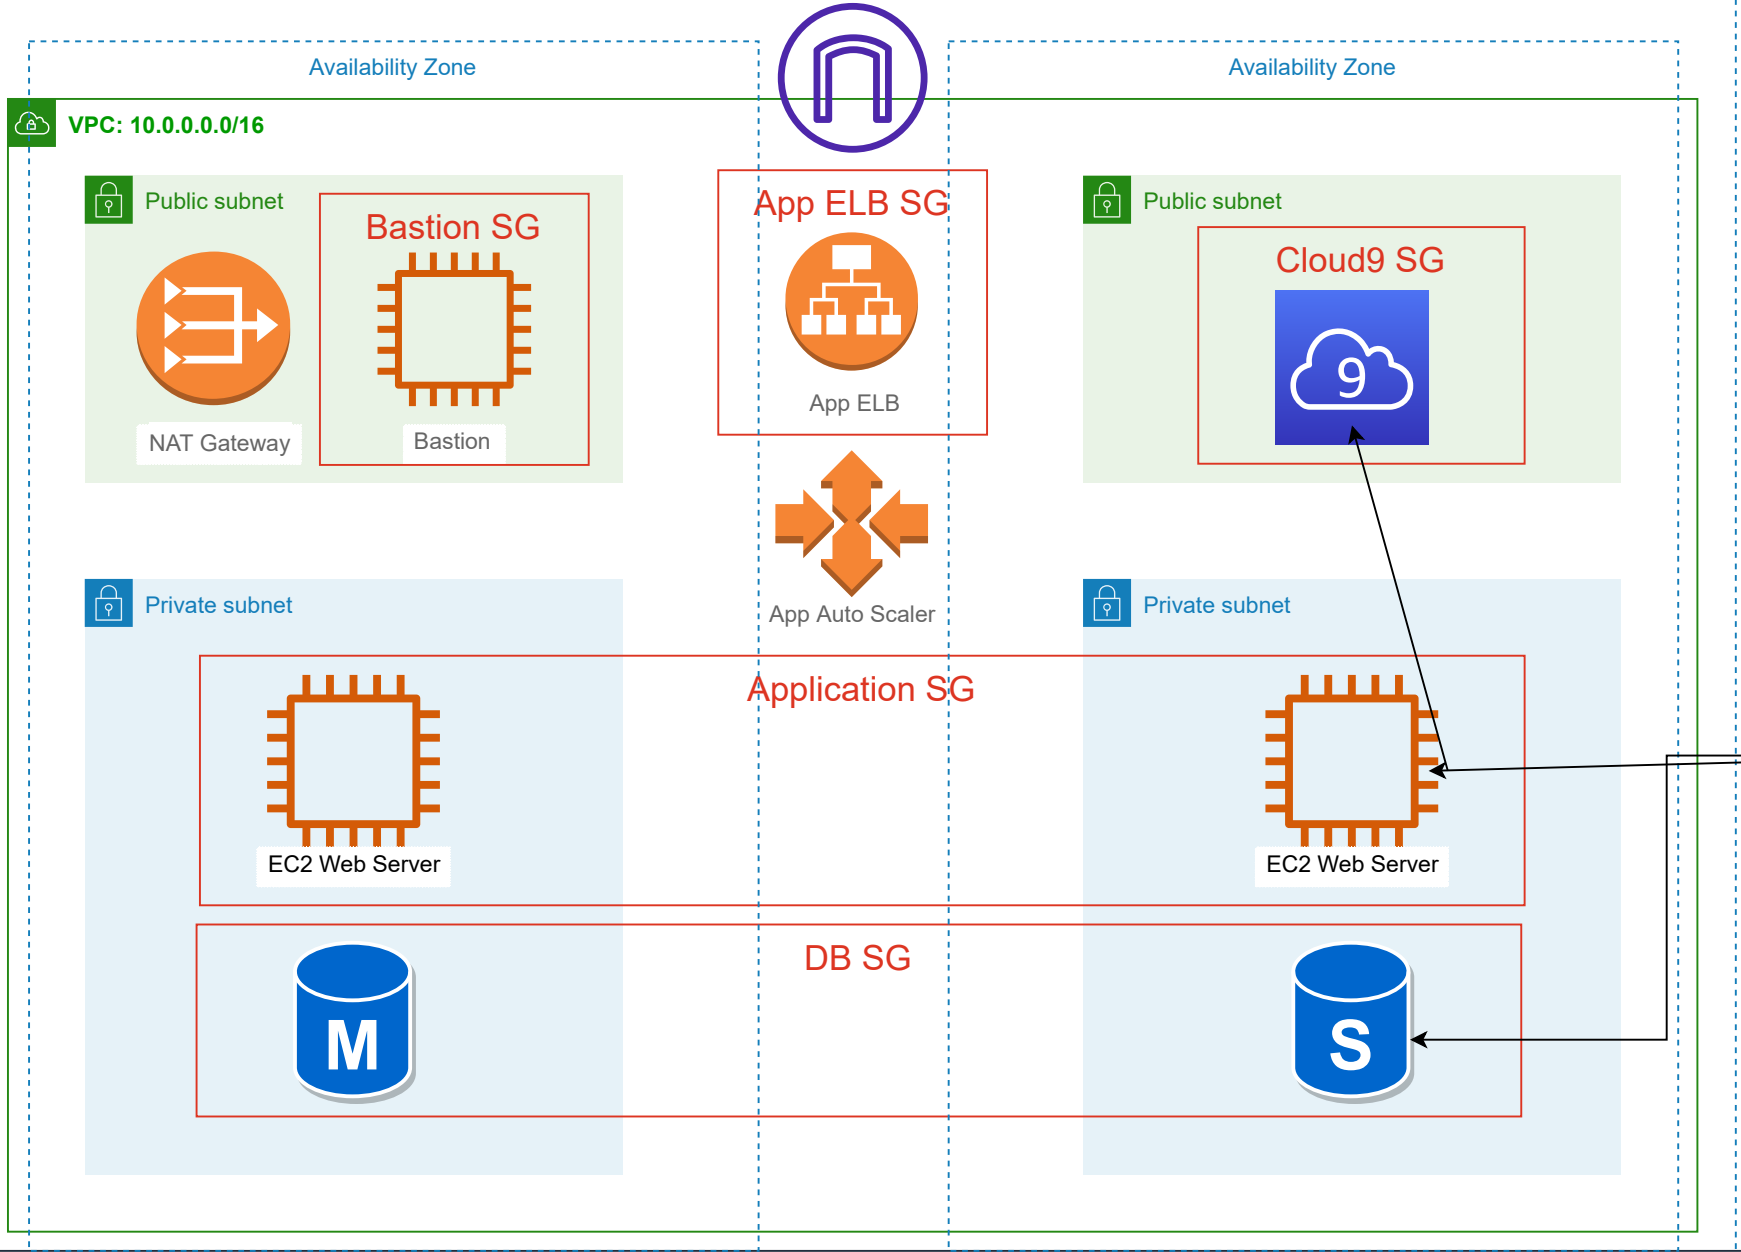 Availability Zone
Availability Zone
VPC: 10.0.0.0.0/16
Public subnet
Bastion SG
NAT Gateway
Bastion
App ELB SG
App ELB
App Auto Scaler
Public subnet
Cloud9 SG
9
Private subnet
Private subnet
Application SG
EC2 Web Server
EC2 Web Server
DB SG
M
S